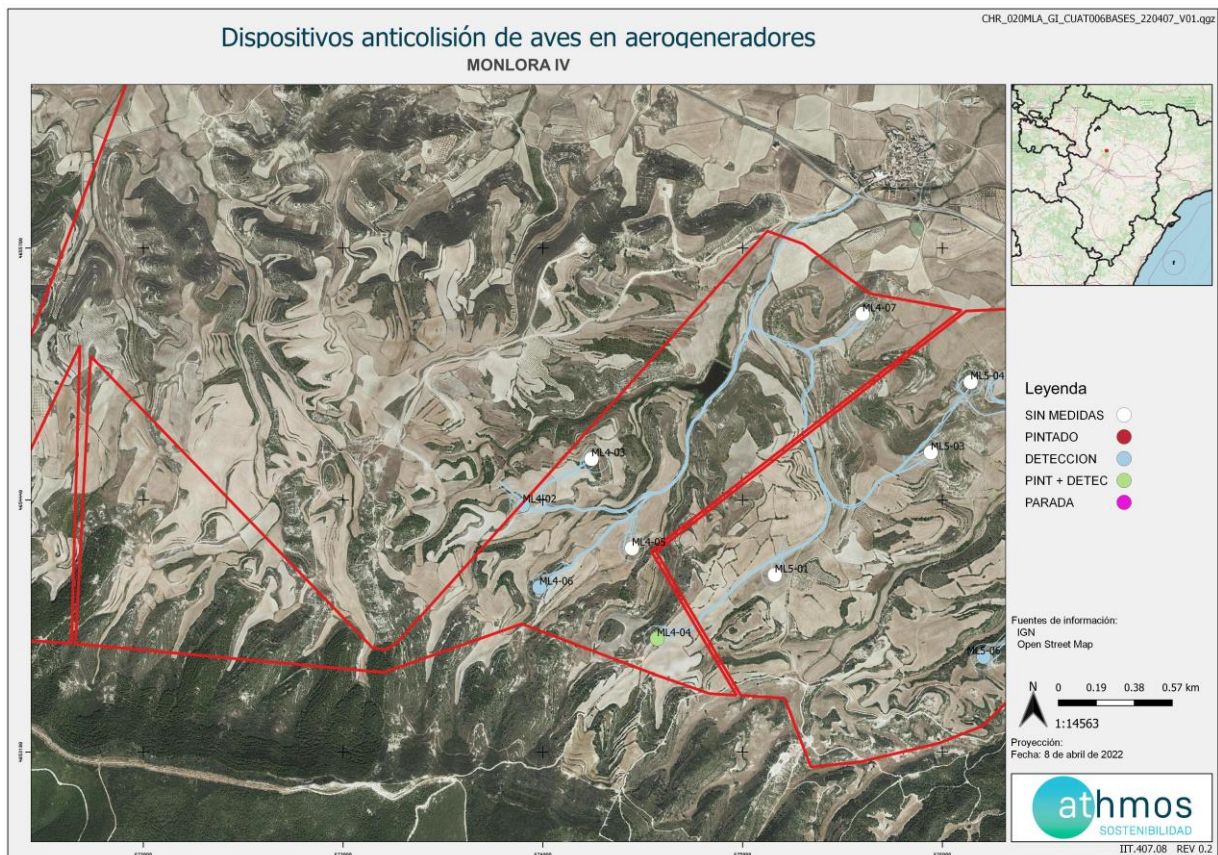 CHR_020MLA_GI_CUAT006BASES_220407_V01.qgz
Dispositivos anticolisión de aves en aerogeneradores
MONLORA IV
ML4-07
ML5-04
ML5-03
ML4-03
ML4-02
ML4-05
ML5-01
ML4-06
ML4-04
ML5-06
Leyenda
SIN MEDIDAS
PINTADO
DETECCION
PINT + DETEC
PARADA
Fuentes de información:
IGN
Open Street Map
N
0 0.19 0.38 0.57 km
1:14563
Proyección:
Fecha: 8 de abril de 2022
athmos
SOSTENIBILIDAD
IIT.407.08 REV 0.2